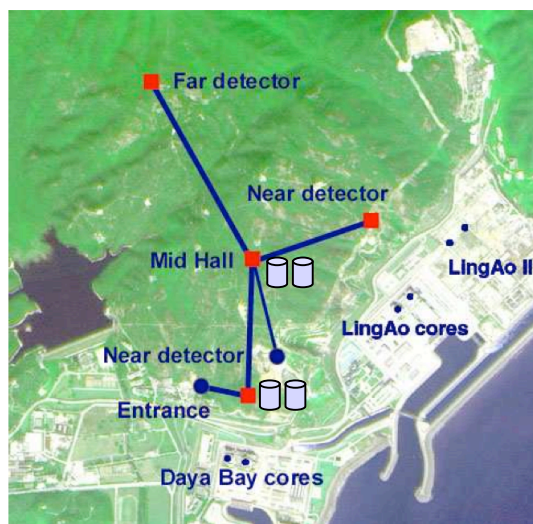 Far detector
Near detector
Mid Hall
LingAo II
LingAo cores
Near detector
Entrance
Daya Bay cores